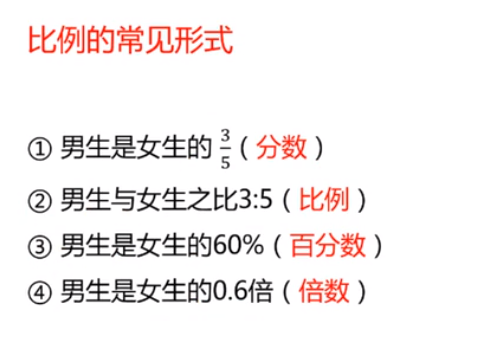 比例的常见形式
① 男生是女生的 3/5（分数）
② 男生与女生之比3:5（比例）
③ 男生是女生的60%（百分数）
④ 男生是女生的0.6倍（倍数）